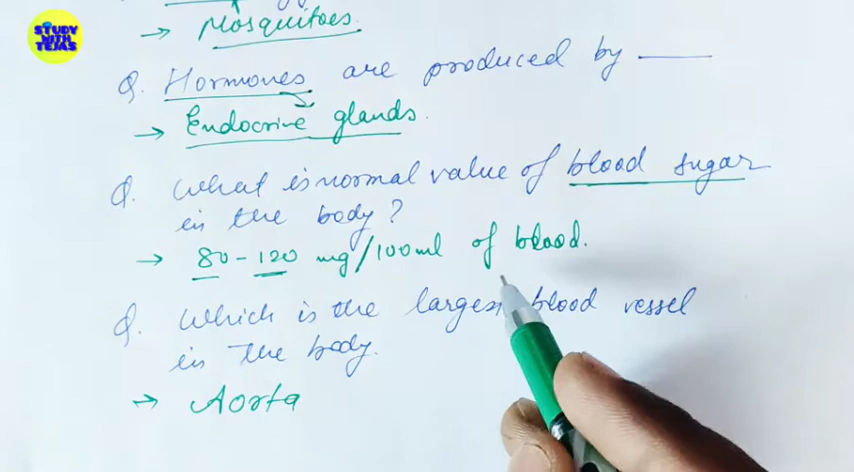 STUDY
WITH
TEJAS
→ Mosquitoes.
Q. Hormones are produced by ———
→ Endocrine glands.
Q. What is normal value of blood sugar
in the body?
→ 80-120 mg/100ml of blood.
Q. Which is the largest blood vessel
in the body.
→ Aorta